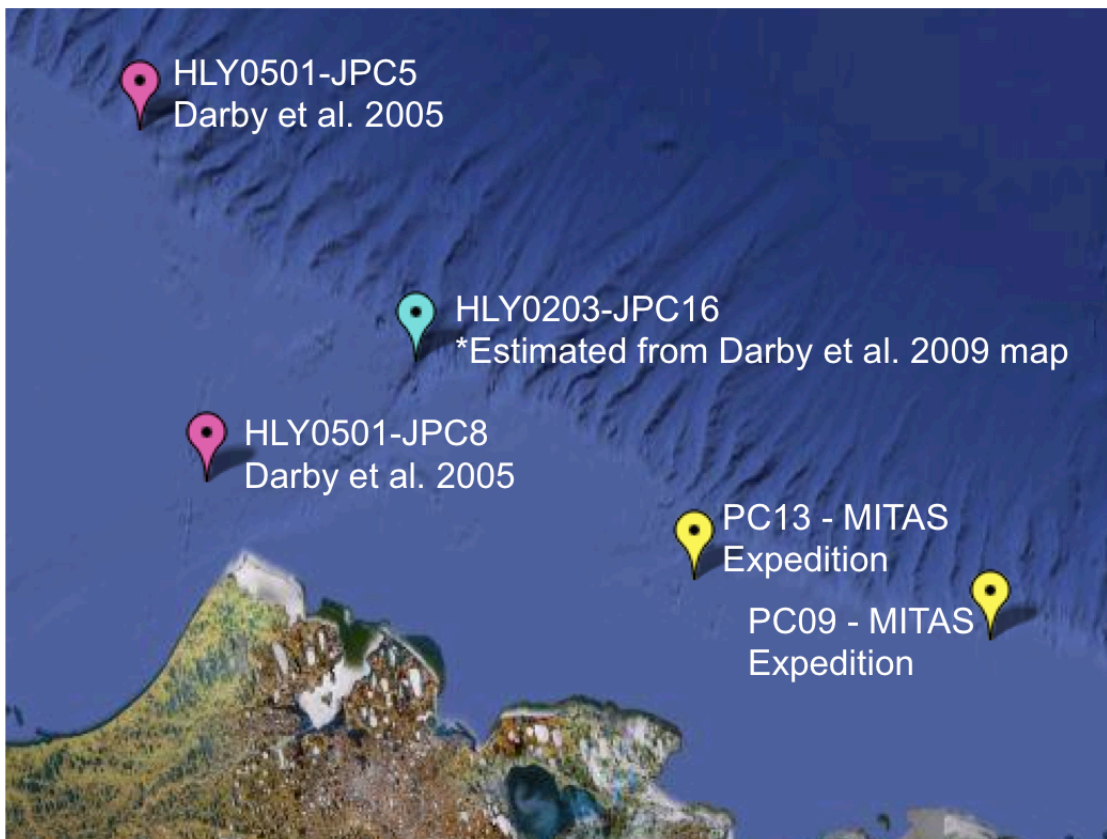 HLY0501-JPC5
Darby et al. 2005
HLY0203-JPC16
*Estimated from Darby et al. 2009 map
HLY0501-JPC8
Darby et al. 2005
PC13 - MITAS
Expedition
PC09 - MITAS
Expedition